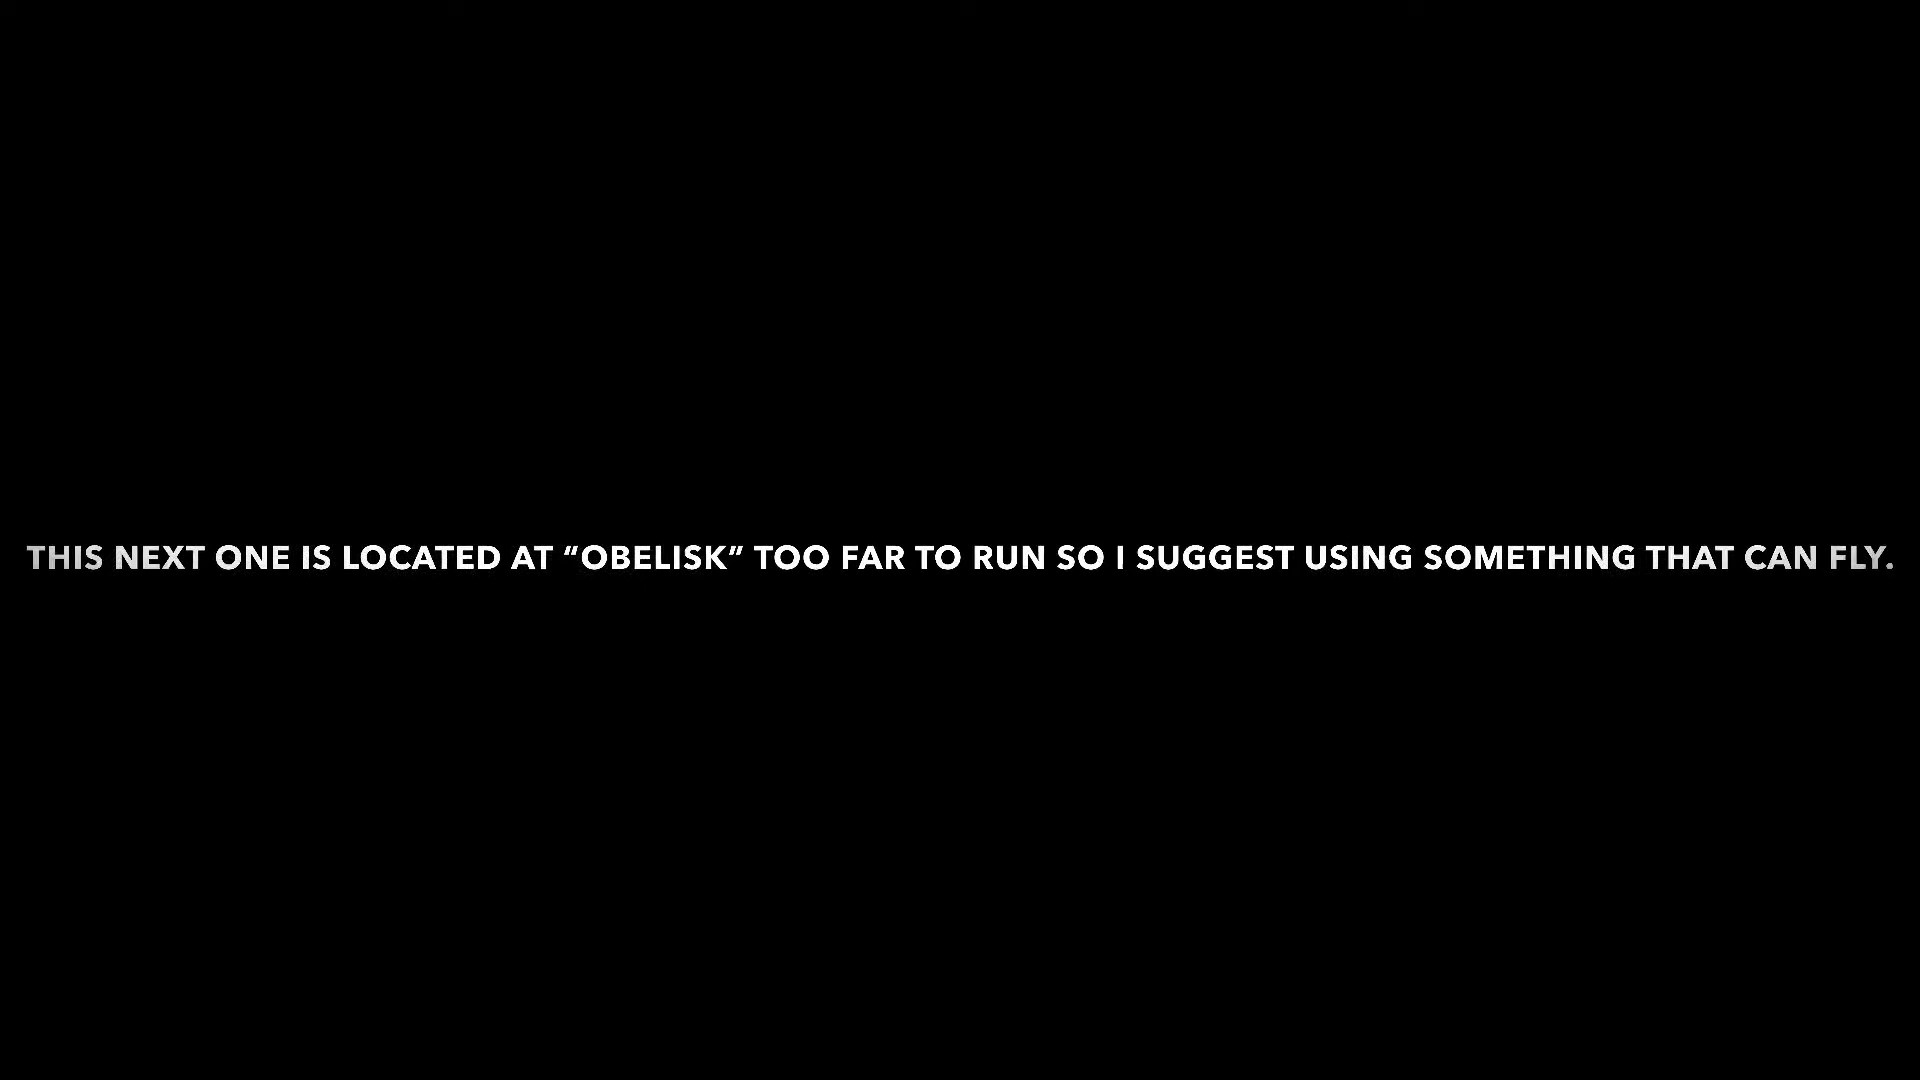 THIS NEXT ONE IS LOCATED AT “OBELISK” TOO FAR TO RUN SO I SUGGEST USING SOMETHING THAT CAN FLY.